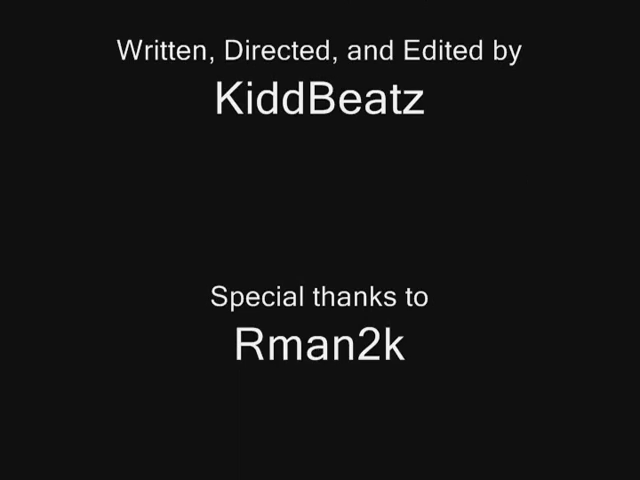 Written, Directed, and Edited by
KiddBeatz
Special thanks to
Rman2k